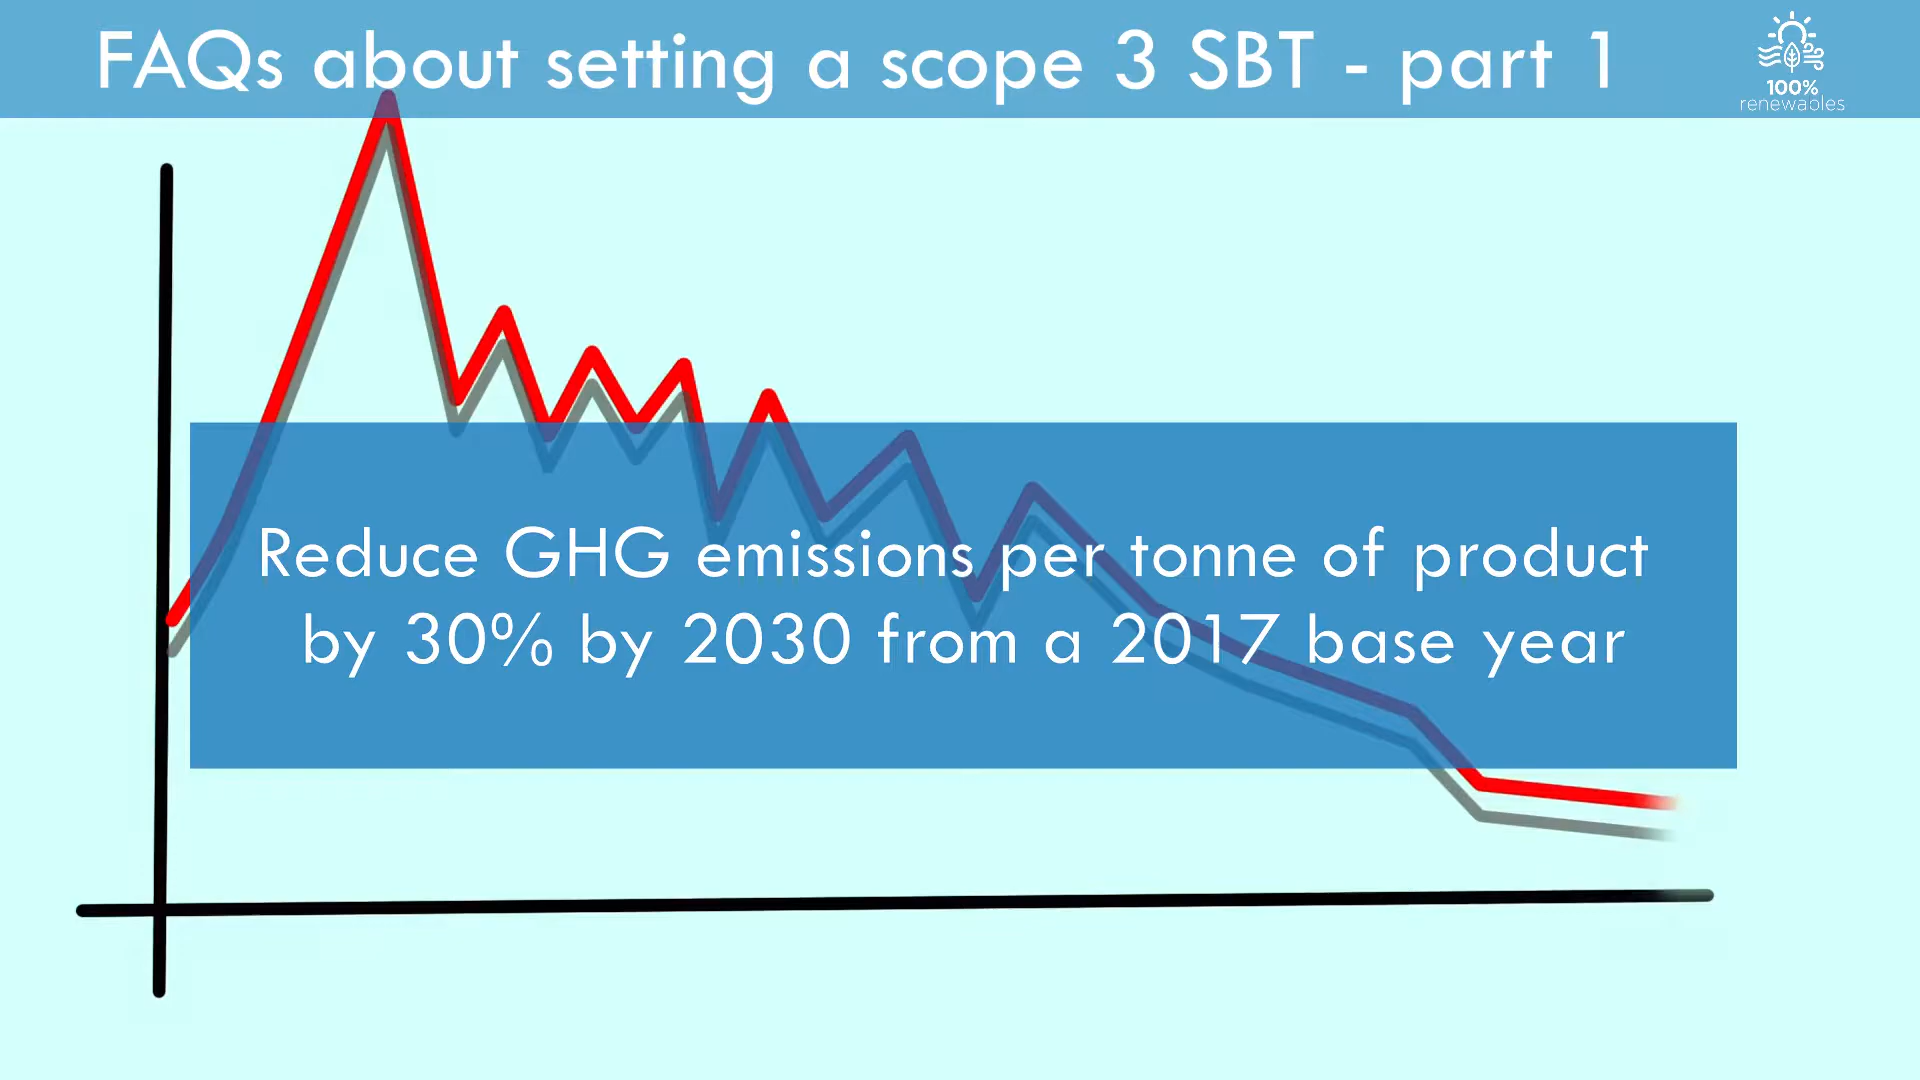 FAQs about setting a scope 3 SBT - part 1
100%
renewables
Reduce GHG emissions per tonne of product
by 30% by 2030 from a 2017 base year